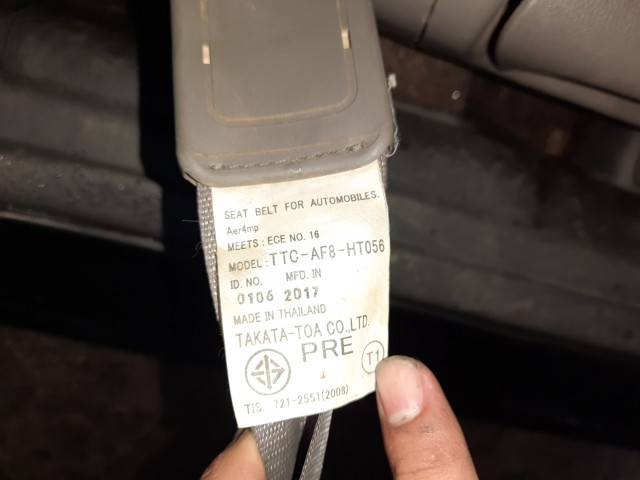 SEAT BELT FOR AUTOMOBILES.
Aer4mp
MEETS : ECE NO. 16
MODEL : TTC-AF8-HT056
ID. NO. MFD. IN
0106 2017
MADE IN THAILAND
TAKATA-TOA CO.,LTD.
PRE
T1
TIS. 721-2551(2008)